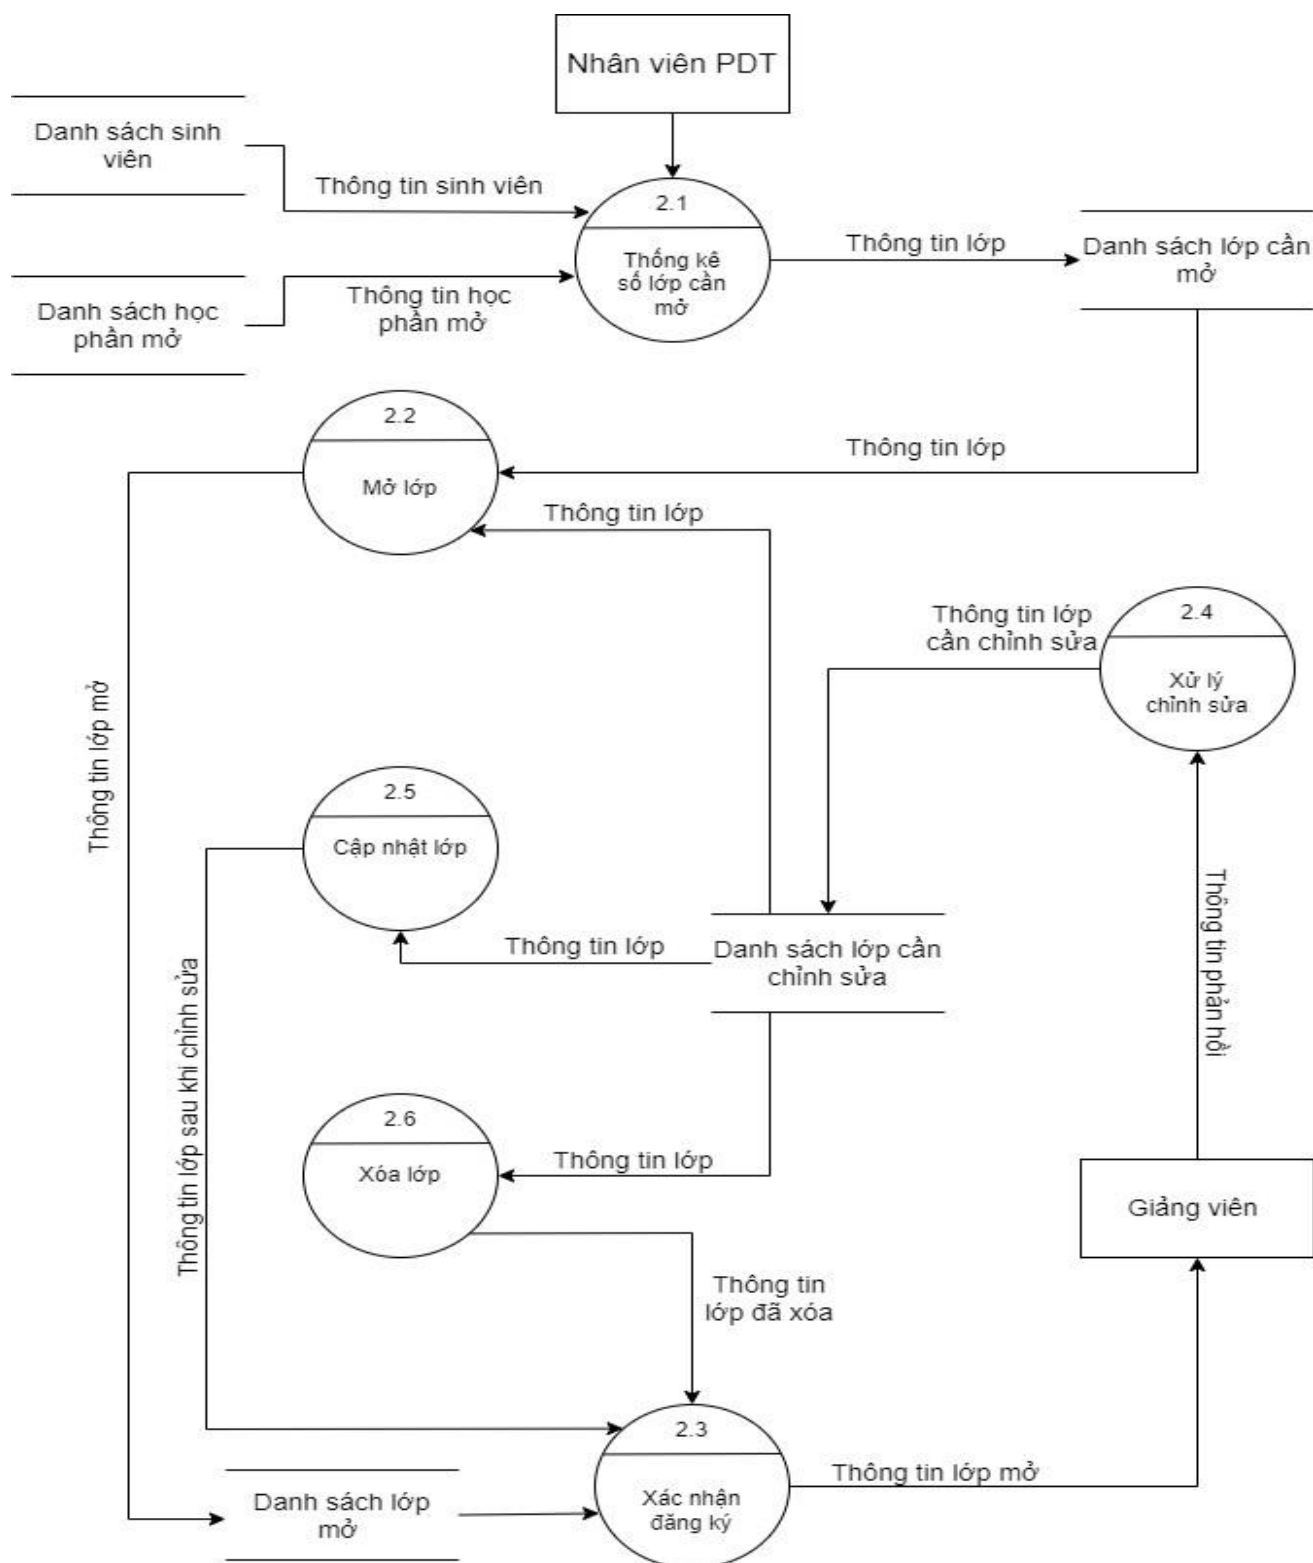 Nhân viên PDT
Danh sách sinh
viên
Thông tin sinh viên
2.1
Thống kê
số lớp cần
mở
Thông tin lớp
Danh sách lớp cần
mở
Danh sách học
phần mở
Thông tin học
phần mở
2.2
Mở lớp
Thông tin lớp
Thông tin lớp
Thông tin lớp
cần chỉnh sửa
2.4
Xử lý
chỉnh sửa
Thông tin lớp mở
2.5
Cập nhật lớp
Thông tin lớp
Danh sách lớp cần
chỉnh sửa
Thông tin phản hồi
Thông tin lớp sau khi chỉnh sửa
2.6
Xóa lớp
Thông tin lớp
Giảng viên
Thông tin
lớp đã xóa
2.3
Xác nhận
đăng ký
Thông tin lớp mở
Danh sách lớp
mở